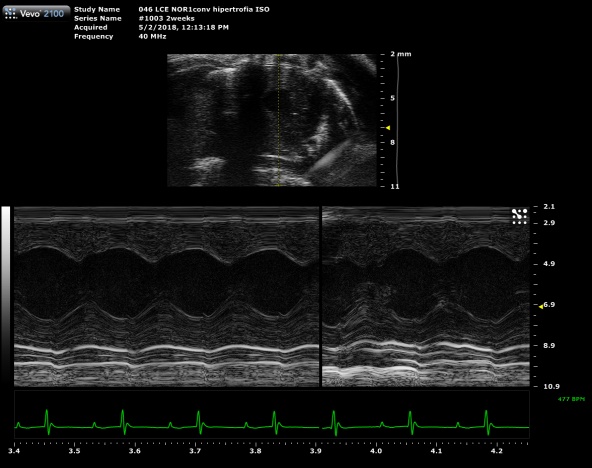 Vevo 2100
Study Name 046 LCE NOR1conv hipertrofia ISO
Series Name #1003 2weeks
Acquired 5/2/2018, 12:13:18 PM
Frequency 40 MHz
2 mm
5
8
11
2.1
2.9
4.9
6.9
8.9
10.9
477 BPM
3.4 3.5 3.6 3.7 3.8 3.9 4.0 4.1 4.2